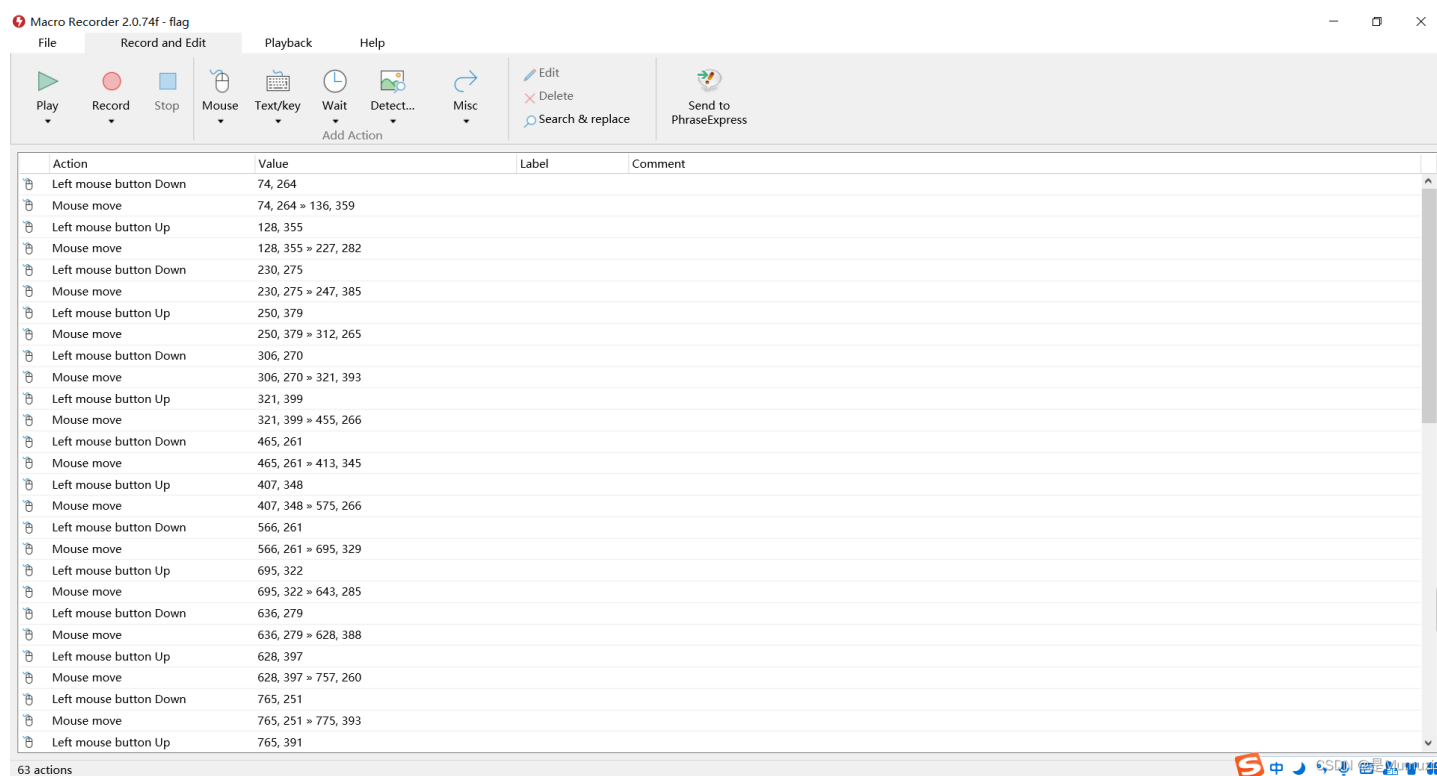 Macro Recorder 2.0.74f - flag
File Record and Edit Playback Help
Play Record Stop Mouse Text/key Wait Detect... Misc
Edit
Delete
Search & replace
Send to
PhraseExpress
Add Action
Action Value Label Comment
Left mouse button Down 74, 264
Mouse move 74, 264 » 136, 359
Left mouse button Up 128, 355
Mouse move 128, 355 » 227, 282
Left mouse button Down 230, 275
Mouse move 230, 275 » 247, 385
Left mouse button Up 250, 379
Mouse move 250, 379 » 312, 265
Left mouse button Down 306, 270
Mouse move 306, 270 » 321, 393
Left mouse button Up 321, 399
Mouse move 321, 399 » 455, 266
Left mouse button Down 465, 261
Mouse move 465, 261 » 413, 345
Left mouse button Up 407, 348
Mouse move 407, 348 » 575, 266
Left mouse button Down 566, 261
Mouse move 566, 261 » 695, 329
Left mouse button Up 695, 322
Mouse move 695, 322 » 643, 285
Left mouse button Down 636, 279
Mouse move 636, 279 » 628, 388
Left mouse button Up 628, 397
Mouse move 628, 397 » 757, 260
Left mouse button Down 765, 251
Mouse move 765, 251 » 775, 393
Left mouse button Up 765, 391
63 actions
中
CSDN